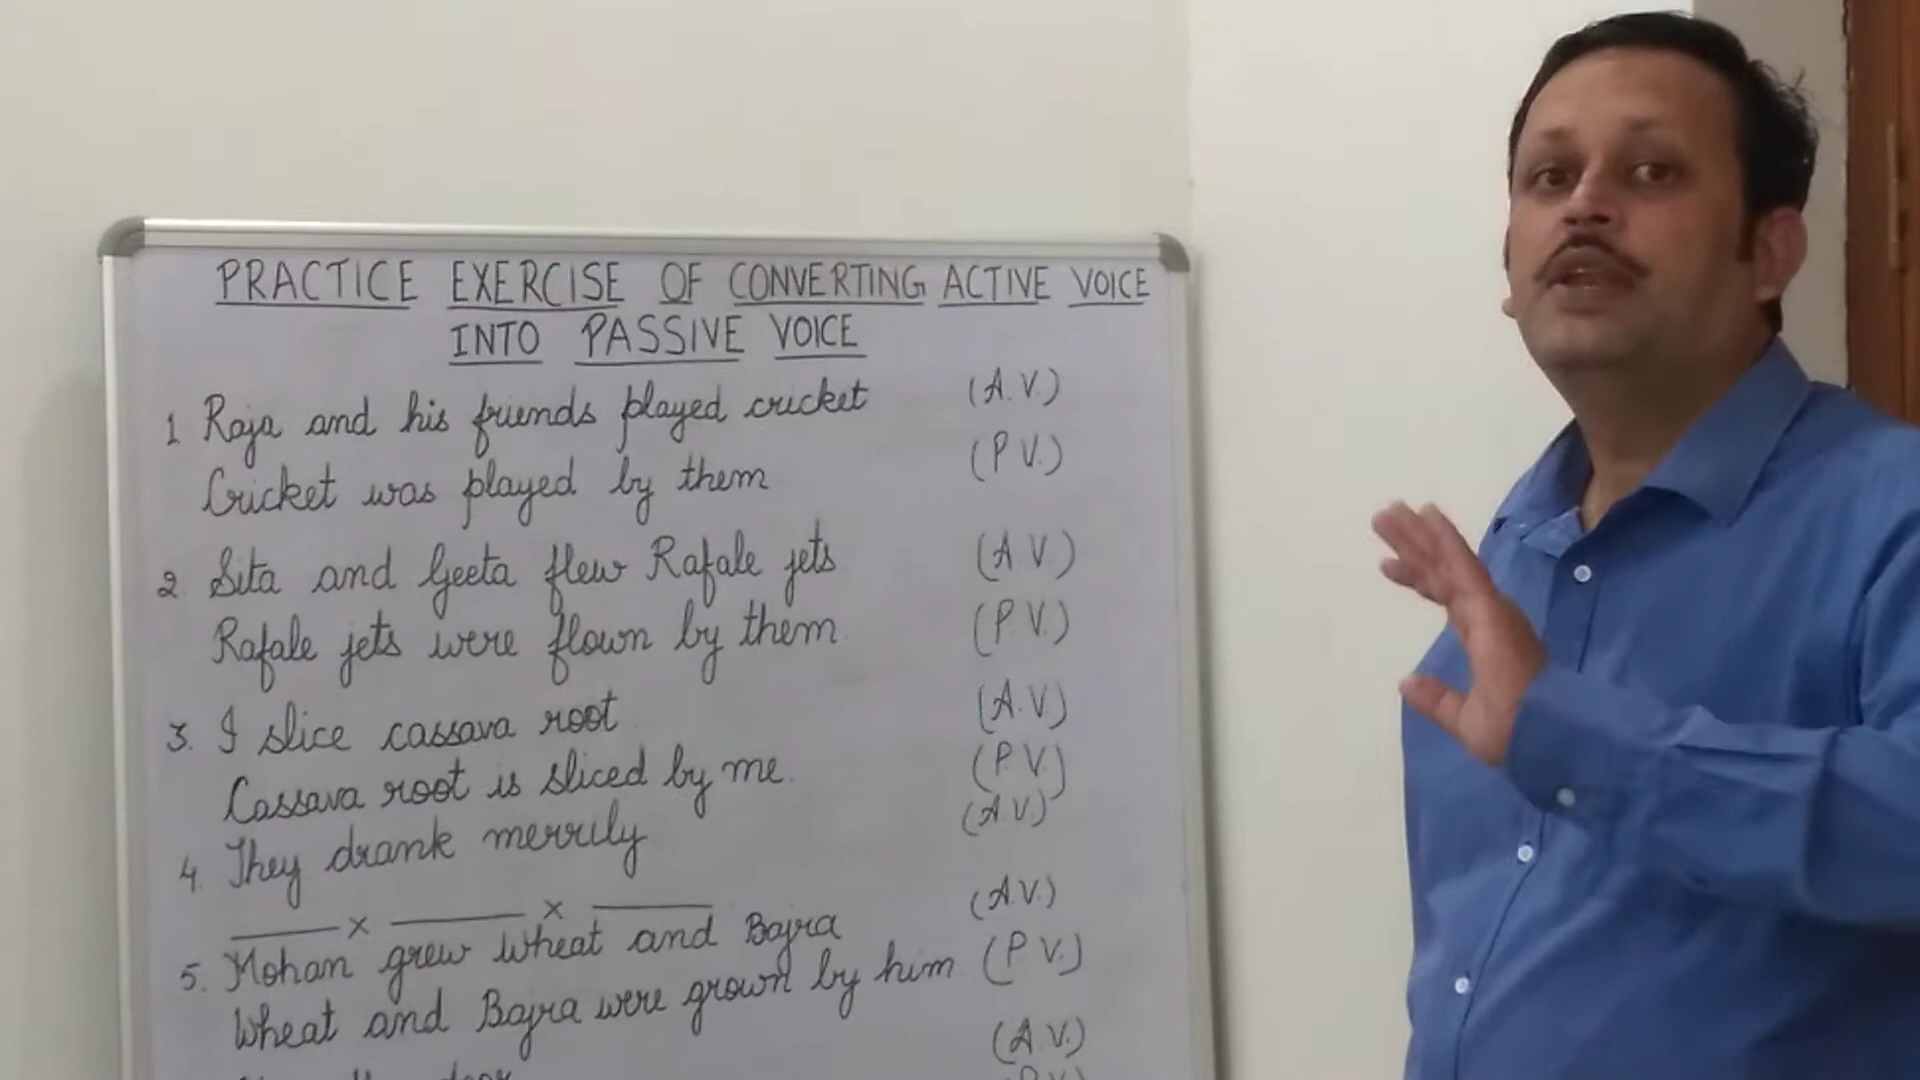 PRACTICE EXERCISE OF CONVERTING ACTIVE VOICE
INTO PASSIVE VOICE
1 Raja and his friends played cricket (A.V.)
Cricket was played by them (P V.)
2. Sita and Geeta flew Rafale jets (A V.)
Rafale jets were flown by them (P V.)
3. I slice cassava root (A.V.)
Cassava root is sliced by me. (P V.)
4. They drank merrily (A.V)
x x
5. Mohan grew Wheat and Bajra (A.V.)
Wheat and Bajra were grown by him (P V.)
door (A.V.)